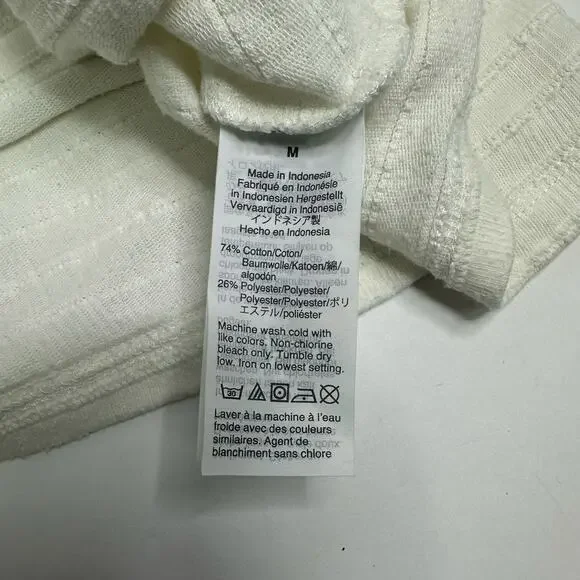 M
Made in Indonesia
Fabriqué en Indonésie
in Indonesien Hergestellt
Vervaardigd in Indonesië
インドネシア製
Hecho en Indonesia
74% Cotton/Coton/
Baumwolle/Katoen/綿/
algodón
26% Polyester/Polyester/
Polyester/Polyester/ポリ
エステル/poliéster
Machine wash cold with
like colors. Non-chlorine
bleach only. Tumble dry
low. Iron on lowest setting.
30
Laver à la machine à l'eau
froide avec des couleurs
similaires. Agent de
blanchiment sans chlore